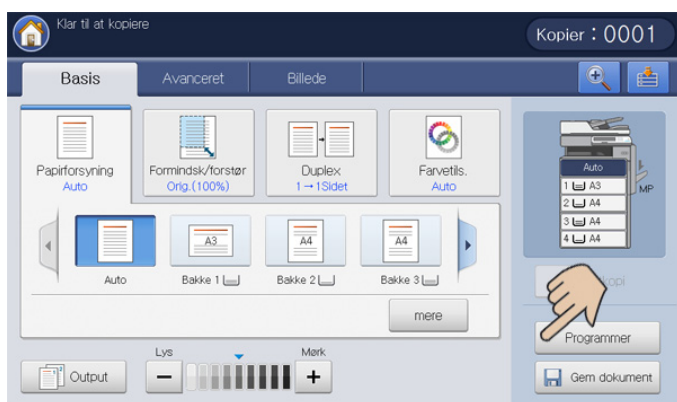 Klar til at kopiere
Kopier : 0001
Basis
Avanceret
Billede
Papirforsyning
Auto
Formindsk/forstør
Orig.(100%)
Duplex
1→1Sidet
Farvetils.
Auto
Auto
1 A3
2 A4
3 A4
4 A4
MP
A3
A4
A4
Auto
Bakke 1
Bakke 2
Bakke 3
mere
kopi
Programmer
Gem dokument
Output
Lys
Mørk